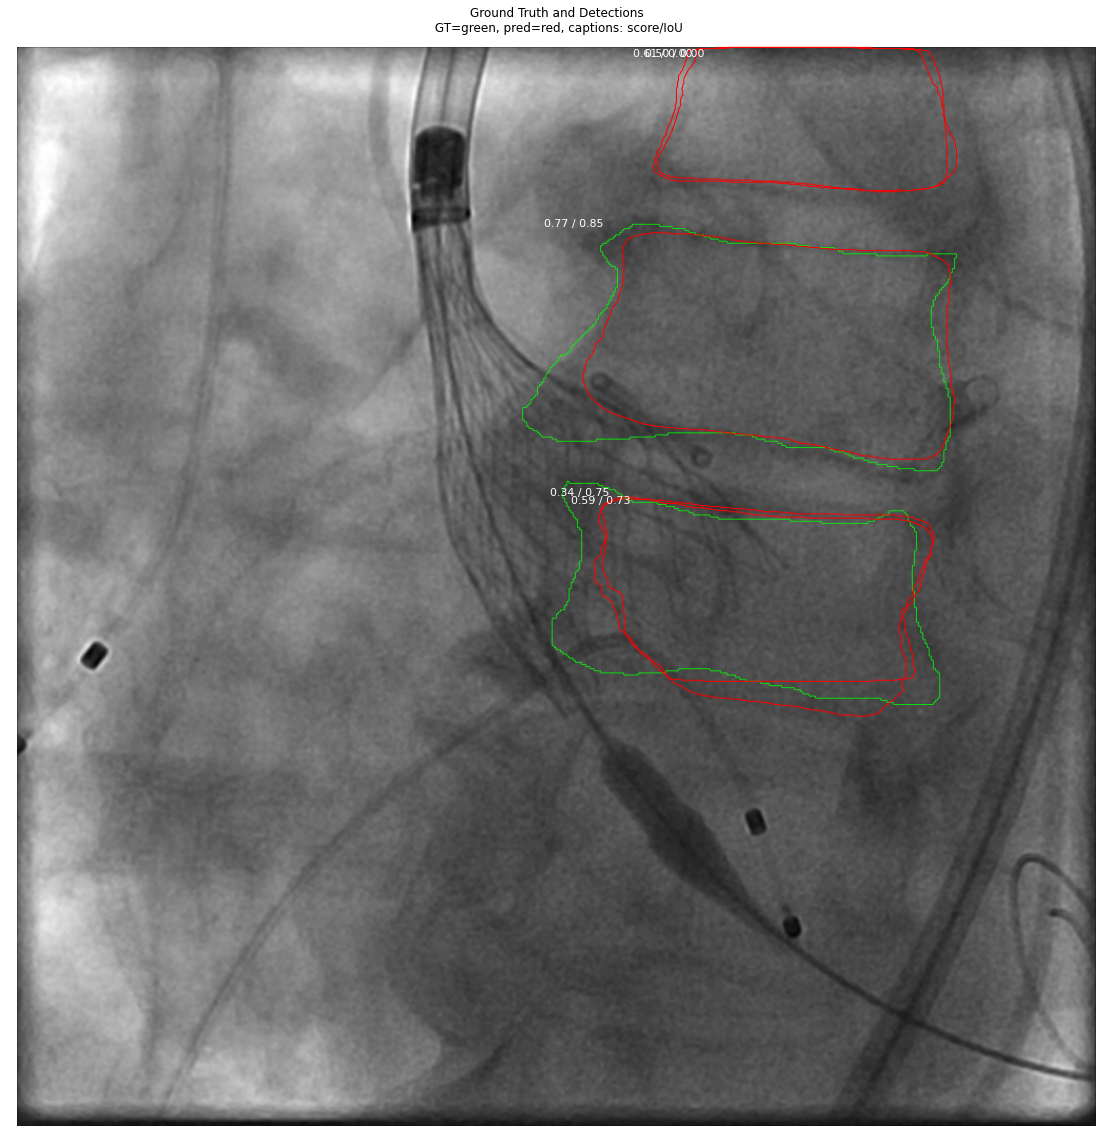 Ground Truth and Detections
GT=green, pred=red, captions: score/IoU
0.77 / 0.85
0.34 / 0.75
0.59 / 0.73